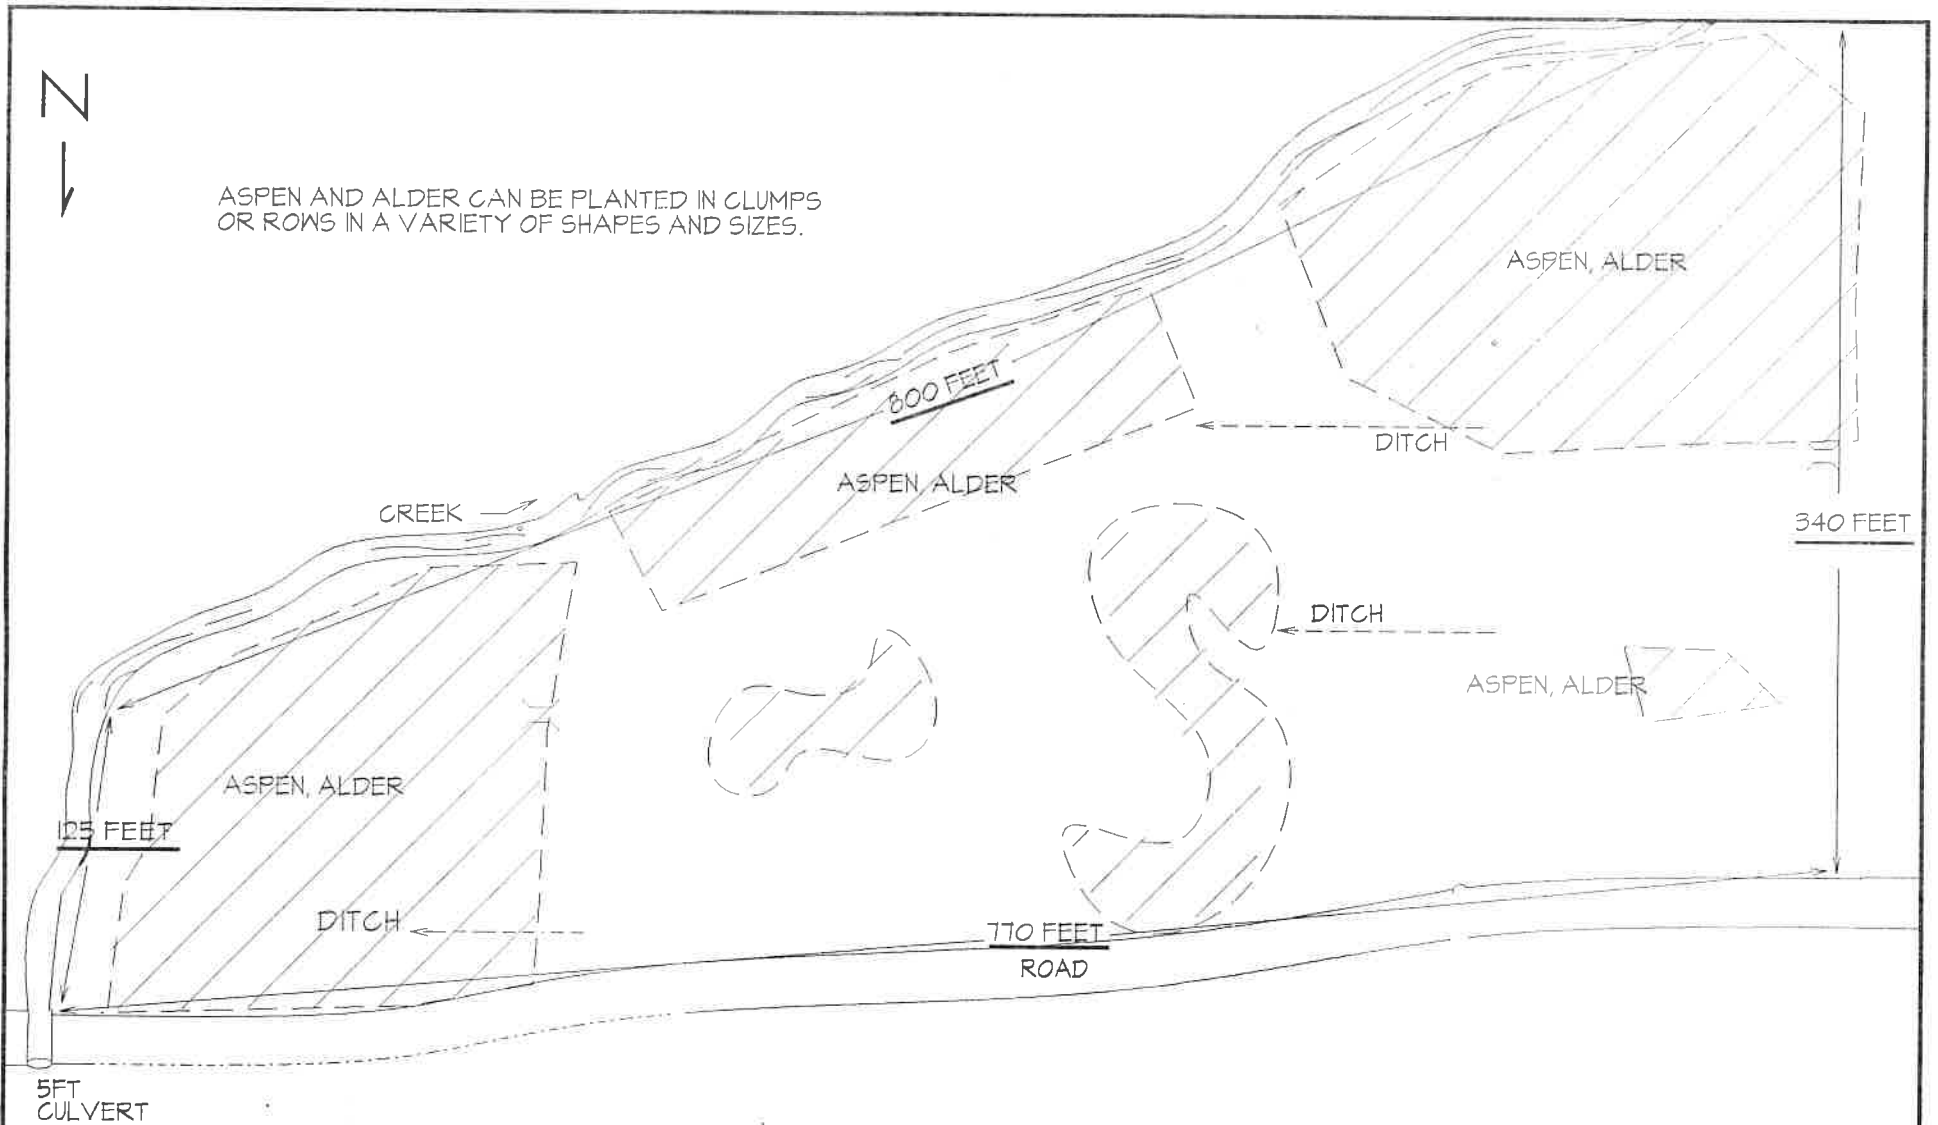 N
ASPEN AND ALDER CAN BE PLANTED IN CLUMPS
OR ROWS IN A VARIETY OF SHAPES AND SIZES.
ASPEN, ALDER
800 FEET
DITCH
ASPEN, ALDER
CREEK
340 FEET
DITCH
ASPEN, ALDER
ASPEN, ALDER
125 FEET
DITCH
770 FEET
ROAD
5FT
CULVERT